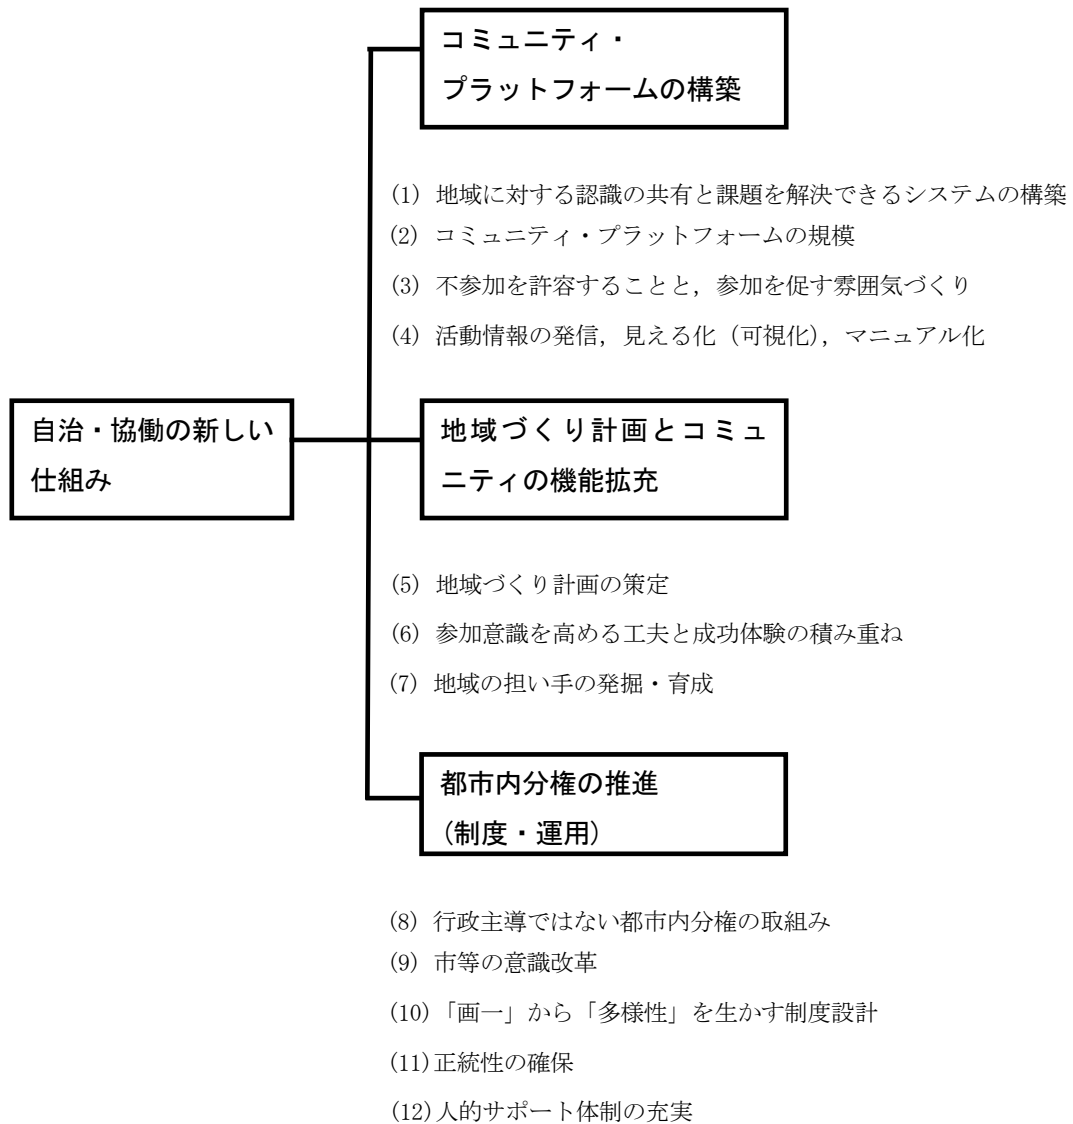 コミュニティ・
プラットフォームの構築
(1) 地域に対する認識の共有と課題を解決できるシステムの構築
(2) コミュニティ・プラットフォームの規模
(3) 不参加を許容することと，参加を促す雰囲気づくり
(4) 活動情報の発信，見える化（可視化），マニュアル化
自治・協働の新しい
仕組み
地域づくり計画とコミュ
ニティの機能拡充
(5) 地域づくり計画の策定
(6) 参加意識を高める工夫と成功体験の積み重ね
(7) 地域の担い手の発掘・育成
都市内分権の推進
（制度・運用）
(8) 行政主導ではない都市内分権の取組み
(9) 市等の意識改革
(10)「画一」から「多様性」を生かす制度設計
(11)正統性の確保
(12)人的サポート体制の充実